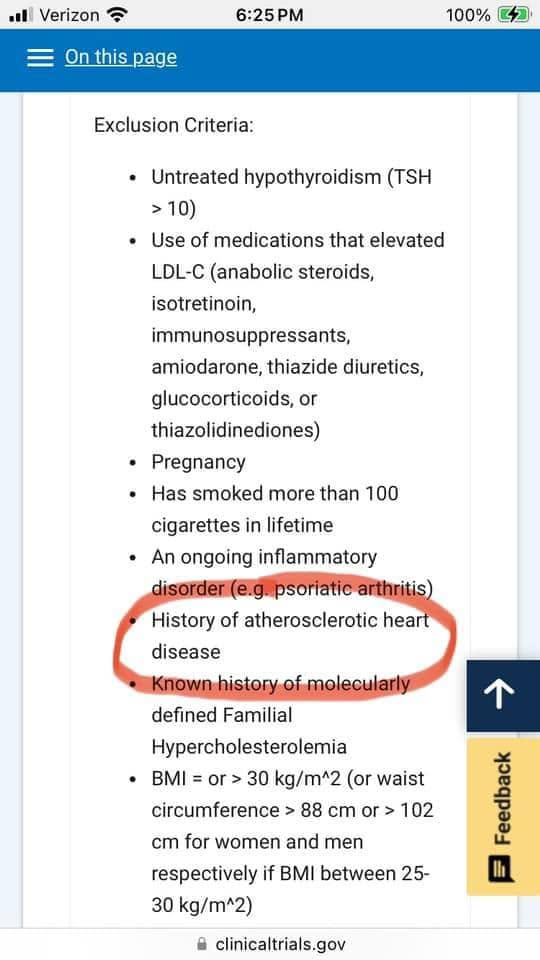 Verizon 6:25 PM 100%
On this page
Exclusion Criteria:
• Untreated hypothyroidism (TSH
> 10)
• Use of medications that elevated
LDL-C (anabolic steroids,
isotretinoin,
immunosuppressants,
amiodarone, thiazide diuretics,
glucocorticoids, or
thiazolidinediones)
• Pregnancy
• Has smoked more than 100
cigarettes in lifetime
• An ongoing inflammatory
disorder (e.g. psoriatic arthritis)
• History of atherosclerotic heart
disease
• Known history of molecularly
defined Familial
Hypercholesterolemia
• BMI = or > 30 kg/m^2 (or waist
circumference > 88 cm or > 102
cm for women and men
respectively if BMI between 25-
30 kg/m^2)
Feedback
clinicaltrials.gov